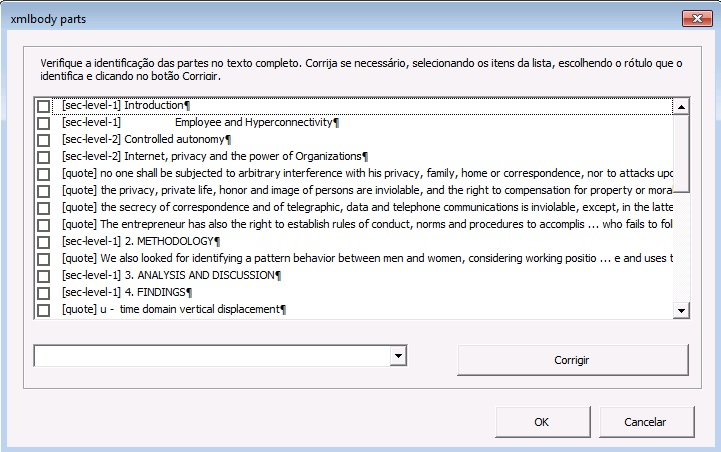 xmlbody parts
Verifique a identificação das partes no texto completo. Corrija se necessário, selecionando os itens da lista, escolhendo o rótulo que o
identifica e clicando no botão Corrigir.
[sec-level-1] Introduction¶
[sec-level-1] Employee and Hyperconnectivity¶
[sec-level-2] Controlled autonomy¶
[sec-level-2] Internet, privacy and the power of Organizations¶
[quote] no one shall be subjected to arbitrary interference with his privacy, family, home or correspondence, nor to attacks upo
[quote] the privacy, private life, honor and image of persons are inviolable, and the right to compensation for property or mora
[quote] the secrecy of correspondence and of telegraphic, data and telephone communications is inviolable, except, in the latte
[quote] The entrepreneur has also the right to establish rules of conduct, norms and procedures to accomplis ... who fails to fol
[sec-level-1] 2. METHODOLOGY¶
[quote] We also looked for identifying a pattern behavior between men and women, considering working positio ... e and uses t
[sec-level-1] 3. ANALYSIS AND DISCUSSION¶
[sec-level-1] 4. FINDINGS¶
[quote] u - time domain vertical displacement¶
Corrigir
OK
Cancelar